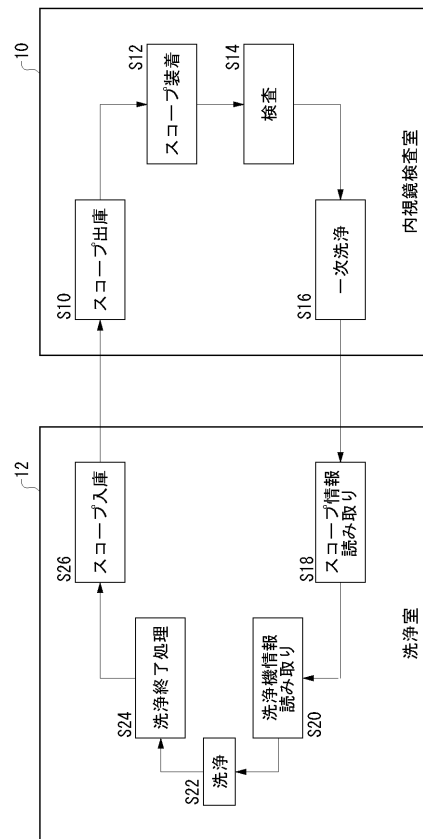 10
S10
スコープ出庫
S12
スコープ装着
S14
検査
S16
一次洗浄
内視鏡検査室
12
S18
スコープ情報
読み取り
S20
洗浄機情報
読み取り
S22
洗浄
S24
洗浄終了処理
S26
スコープ入庫
洗浄室